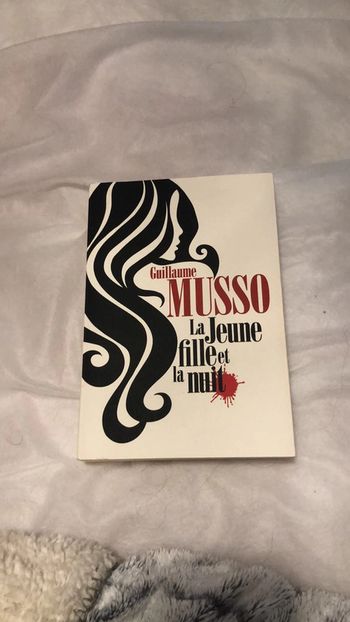 Guillaume
MUSSO
La Jeune
fille et
la nuit